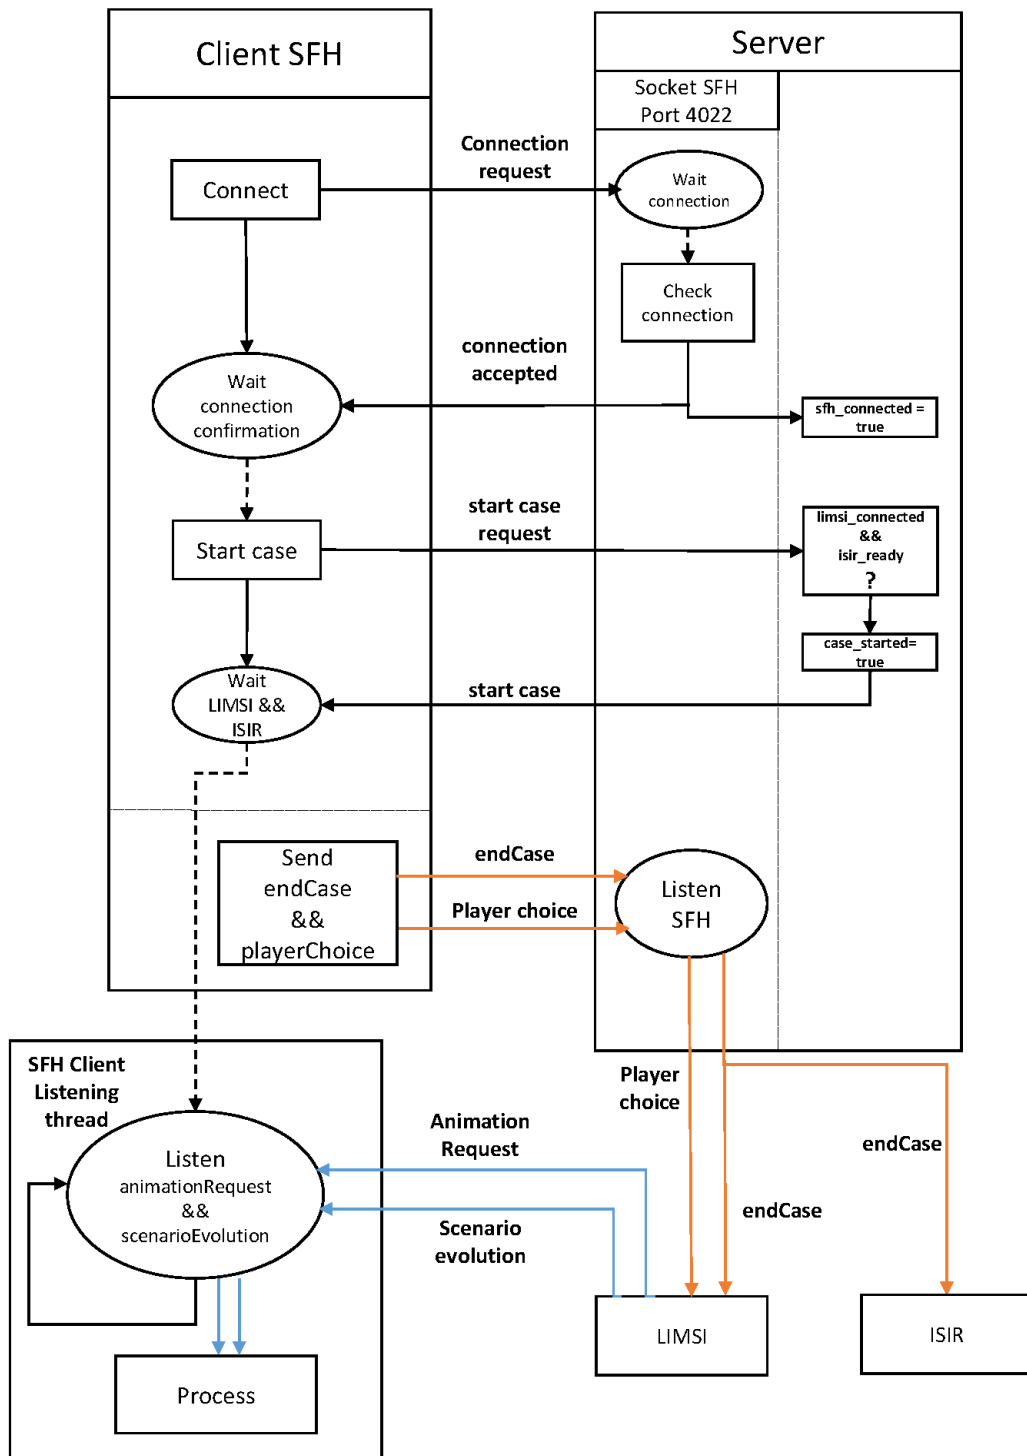 Client SFH
Server
Socket SFH
Port 4022
Connection
request
Connect
Wait
connection
Check
connection
connection
accepted
Wait
connection
confirmation
sfh_connected =
true
start case
request
limsi_connected
&&
isir_ready
?
Start case
case_started=
true
Wait
LIMSI &&
ISIR
start case
Send
endCase
&&
playerChoice
endCase
Player choice
Listen
SFH
SFH Client
Listening
thread
Player
choice
Animation
Request
endCase
Listen
animationRequest
&&
scenarioEvolution
Scenario
evolution
endCase
LIMSI
ISIR
Process